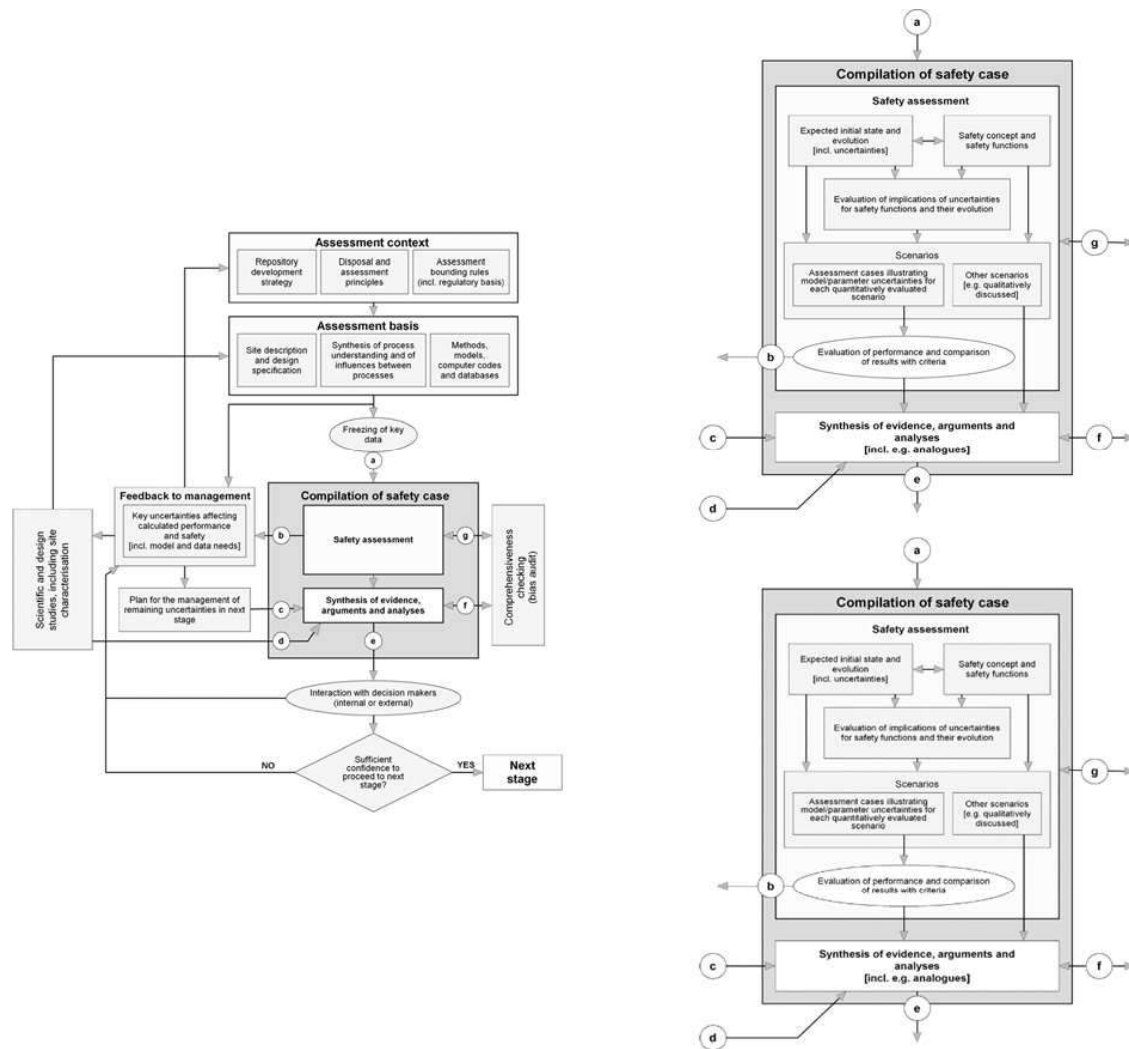 Assessment context
Repository
development
strategy
Disposal and
assessment
principles
Assessment
bounding rules
(incl. regulatory basis)
Assessment basis
Site description
and design
specification
Synthesis of process
understanding and of
influences between
processes
Methods,
models,
computer codes
and databases
Freezing of key
data
a
Feedback to management
Key uncertainties affecting
calculated performance
and safety
[incl. model and data needs]
Plan for the management of
remaining uncertainties in next
stage
Scientific and design
studies, including site
characterisation
Compilation of safety case
Safety assessment
b
g
Synthesis of evidence,
arguments and analyses
c
f
d
e
Comprehensiveness
checking
(bias audit)
Interaction with decision makers
(internal or external)
Sufficient
confidence to
proceed to next
stage?
NO
YES
Next
stage
a
Compilation of safety case
Safety assessment
Expected initial state and
evolution
[incl. uncertainties]
Safety concept and
safety functions
Evaluation of implications of uncertainties
for safety functions and their evolution
g
Scenarios
Assessment cases illustrating
model/parameter uncertainties for
each quantitatively evaluated
scenario
Other scenarios
[e.g. qualitatively
discussed]
b
Evaluation of performance and comparison
of results with criteria
c
Synthesis of evidence, arguments and
analyses
[incl. e.g. analogues]
f
d
e
a
Compilation of safety case
Safety assessment
Expected initial state and
evolution
[incl. uncertainties]
Safety concept and
safety functions
Evaluation of implications of uncertainties
for safety functions and their evolution
g
Scenarios
Assessment cases illustrating
model/parameter uncertainties for
each quantitatively evaluated
scenario
Other scenarios
[e.g. qualitatively
discussed]
b
Evaluation of performance and comparison
of results with criteria
c
Synthesis of evidence, arguments and
analyses
[incl. e.g. analogues]
f
d
e